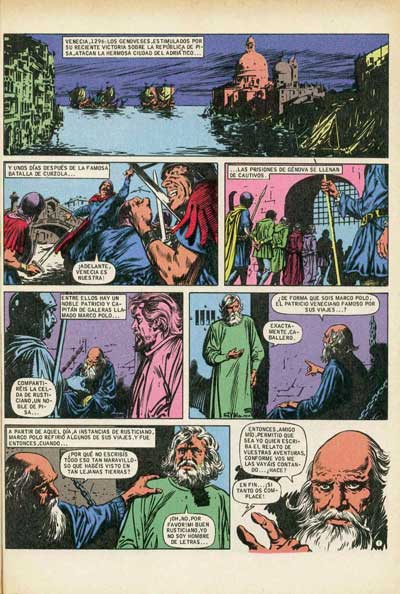 VENECIA, 1296: LOS GENOVESES, ESTIMULADOS POR
SU RECIENTE VICTORIA SOBRE LA REPÚBLICA DE PI-
SA, ATACAN LA HERMOSA CIUDAD DEL ADRIÁTICO...
Y UNOS DÍAS DESPUÉS DE LA FAMOSA
BATALLA DE CURZOLA...
¡ADELANTE,
VENECIA ES
NUESTRA!
...LAS PRISIONES DE GÉNOVA SE LLENAN
DE CAUTIVOS.
ENTRE ELLOS HAY UN
NOBLE PATRICIO Y CA-
PITÁN DE GALERAS LLA-
MADO MARCO POLO...
COMPARTI-
RÉIS LA CEL-
DA DE RUSTI-
CIANO, UN NO-
BLE DE PI-
SA...
¿DE FORMA QUE SOIS MARCO POLO,
EL PATRICIO VENECIANO FAMOSO POR
SUS VIAJES...?
EXACTA-
MENTE, CA-
BALLERO.
A PARTIR DE AQUEL DÍA, A INSTANCIAS DE RUSTICIANO,
MARCO POLO REFIRIÓ ALGUNOS DE SUS VIAJES. Y FUE
ENTONCES, CUANDO...
¿POR QUÉ NO ESCRIBÍS
TODO ESO TAN MARAVILLO-
SO QUE HABÉIS VISTO EN
TAN LEJANAS TIERRAS?
¡OH, NO, POR
FAVOR! MI BUEN
RUSTICIANO, YO
NO SOY HOMBRE
DE LETRAS...
ENTONCES, AMIGO
MÍO, PERMITID QUE
SEA YO QUIEN ESCRIBA
EL RELATO DE
VUESTRAS AVENTURAS,
CONFORME VOS ME
LAS VAYÁIS CONTAN-
DO... ¿HACE?
EN FIN... ¡SI
TANTO OS COM-
PLACE!